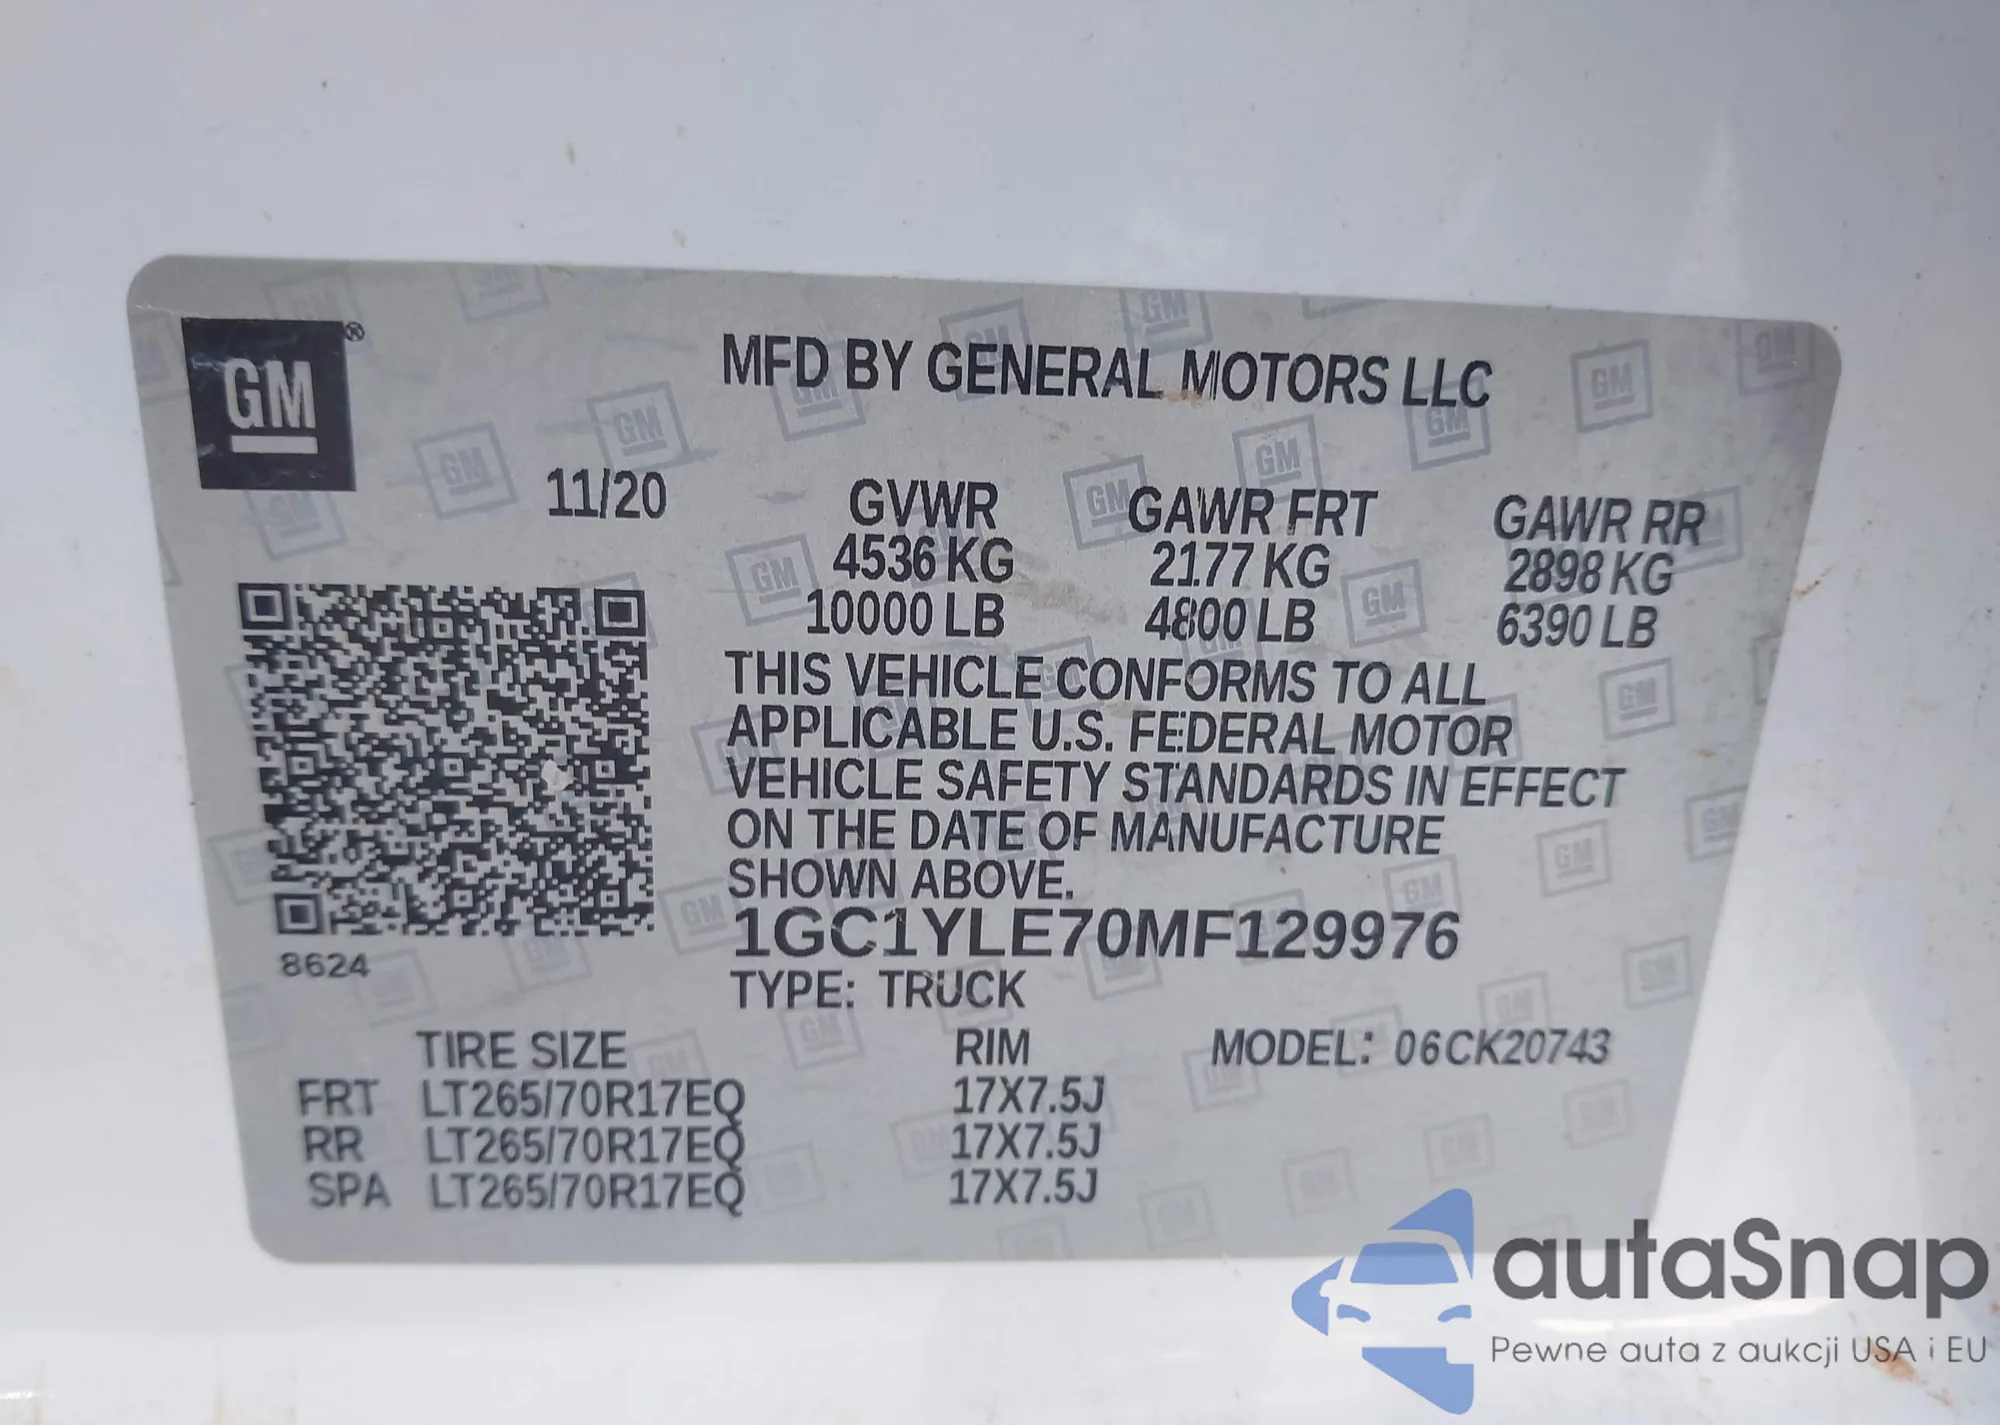 GM®
MFD BY GENERAL MOTORS LLC
11/20 GVWR GAWR FRT GAWR RR
4536 KG 2177 KG 2898 KG
10000 LB 4800 LB 6390 LB
THIS VEHICLE CONFORMS TO ALL
APPLICABLE U.S. FEDERAL MOTOR
VEHICLE SAFETY STANDARDS IN EFFECT
ON THE DATE OF MANUFACTURE
SHOWN ABOVE.
1GC1YLE70MF129976
8624
TYPE: TRUCK
TIRE SIZE RIM MODEL: 06CK20743
FRT LT265/70R17EQ 17X7.5J
RR LT265/70R17EQ 17X7.5J
SPA LT265/70R17EQ 17X7.5J
autaSnap
Pewne auta z aukcji USA i EU